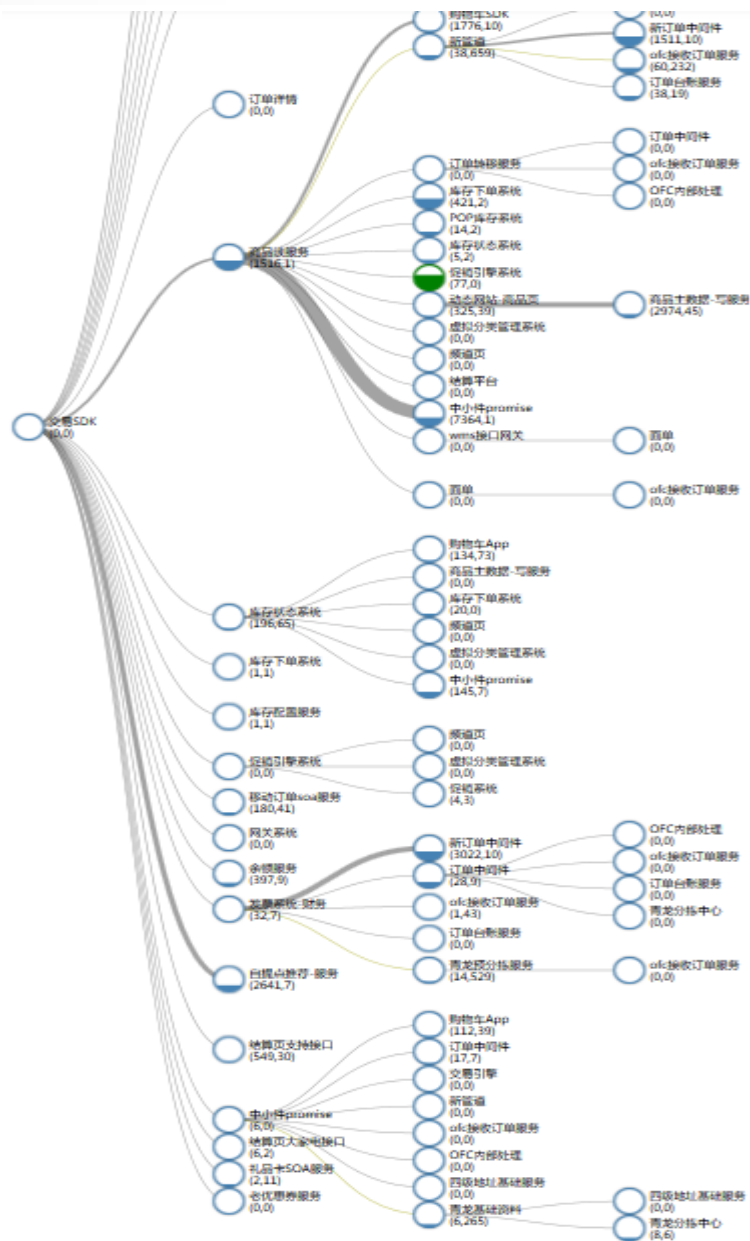 购物车SDK
(1776,10)
新管道
(38,659)
(0,0)
新订单中间件
(1511,10)
ofc接收订单服务
(60,232)
订单台账服务
(38,19)
订单详情
(0,0)
商品读服务
(1516,1)
订单转移服务
(0,0)
订单中间件
(0,0)
ofc接收订单服务
(0,0)
OFC内部处理
(0,0)
库存下单系统
(421,2)
POP库存系统
(14,2)
库存状态系统
(5,2)
促销引擎系统
(77,0)
动态网站-商品页
(325,39)
商品主数据-写服务
(2974,45)
虚拟分类管理系统
(0,0)
频道页
(0,0)
结算平台
(0,0)
中小件promise
(7364,1)
wms接口网关
(0,0)
面单
(0,0)
面单
(0,0)
ofc接收订单服务
(0,0)
交易SDK
(0,0)
库存状态系统
(196,65)
购物车App
(134,73)
商品主数据-写服务
(0,0)
库存下单系统
(20,0)
频道页
(0,0)
虚拟分类管理系统
(0,0)
中小件promise
(145,7)
库存下单系统
(1,1)
库存配置服务
(1,1)
促销引擎系统
(0,0)
频道页
(0,0)
虚拟分类管理系统
(0,0)
促销系统
(4,3)
移动订单soa服务
(180,41)
网关系统
(0,0)
余额服务
(397,9)
发票系统-财务
(32,7)
新订单中间件
(3022,10)
订单中间件
(28,9)
OFC内部处理
(0,0)
ofc接收订单服务
(0,0)
订单台账服务
(0,0)
青龙分拣中心
(0,0)
ofc接收订单服务
(1,43)
订单台账服务
(0,0)
青龙预分拣服务
(14,529)
ofc接收订单服务
(0,0)
自提点推荐-服务
(2641,7)
结算页支持接口
(549,30)
中小件promise
(6,0)
购物车App
(112,39)
订单中间件
(17,7)
交易引擎
(0,0)
新管道
(0,0)
ofc接收订单服务
(0,0)
OFC内部处理
(0,0)
四级地址基础服务
(0,0)
青龙基础资料
(6,265)
四级地址基础服务
(0,0)
青龙分拣中心
(8,6)
结算页大家电接口
(6,2)
礼品卡SOA服务
(2,11)
老优惠券服务
(0,0)